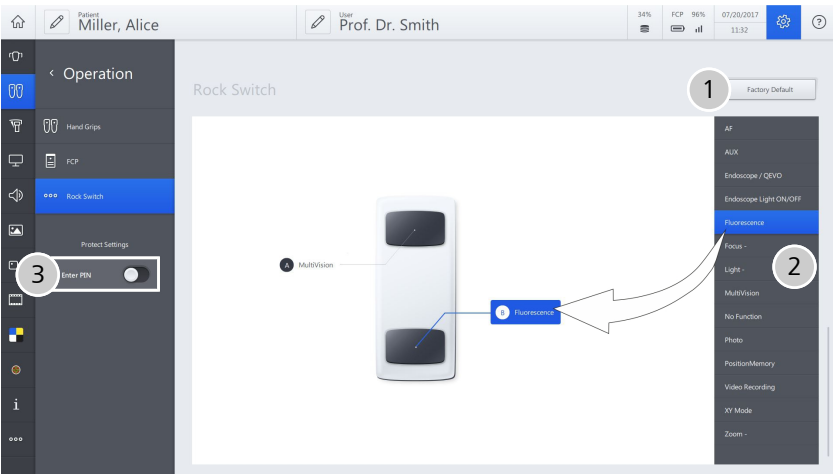 Patient
Miller, Alice
User
Prof. Dr. Smith
34%
FCP 96%
07/20/2017
11:32
?
< Operation
Rock Switch
1
Factory Default
Hand Grips
FCP
Rock Switch
Protect Settings
3
Enter PIN
A MultiVision
B Fluorescence
AF
AUX
Endoscope / QEVO
Endoscope Light ON/OFF
Fluorescence
Focus -
Light -
2
MultiVision
No Function
Photo
PositionMemory
Video Recording
XY Mode
Zoom -
i